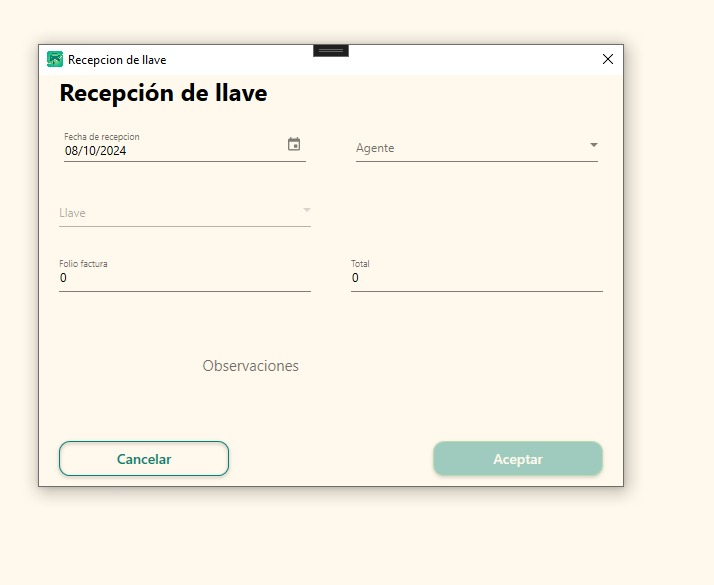 Recepcion de llave
Recepción de llave
Fecha de recepcion
08/10/2024
Agente
Llave
Folio factura
0
Total
0
Observaciones
Cancelar
Aceptar